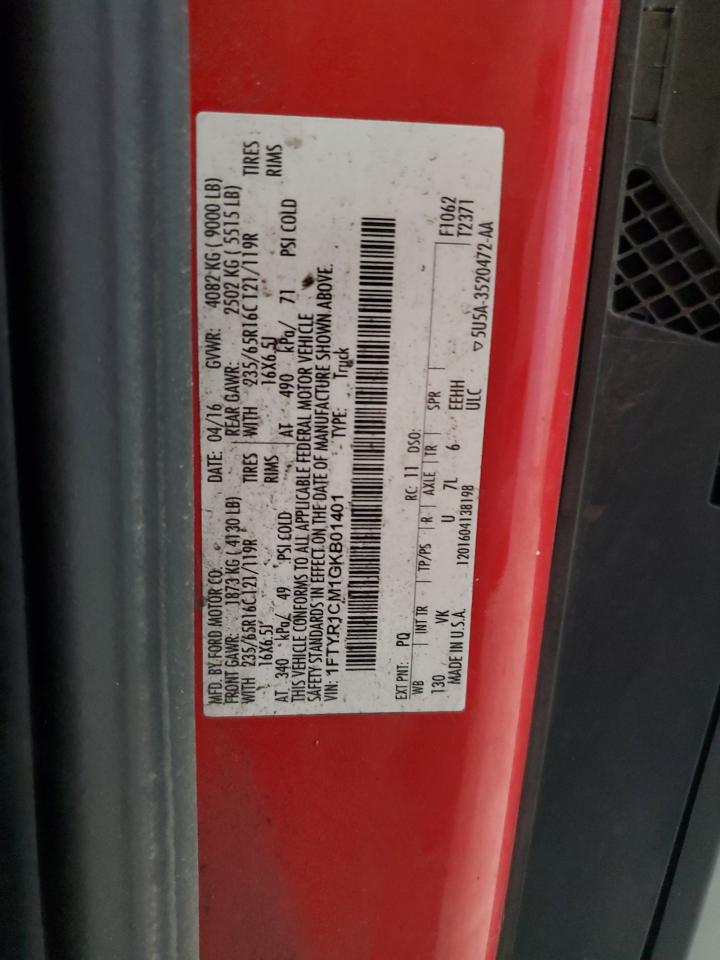 MFD. BY FORD MOTOR CO. DATE: 04/16 GVWR: 4082 KG ( 9000 LB)
FRONT GAWR: 1873 KG ( 4130 LB) REAR GAWR: 2502 KG ( 5515 LB)
WITH 235/65R16C 121/119R TIRES WITH 235/65R16C 121/119R TIRES
16X6.5J RIMS 16X6.5J RIMS
AT 340 kPa/ 49 PSI COLD AT 490 kPa/ 71 PSI COLD
THIS VEHICLE CONFORMS TO ALL APPLICABLE FEDERAL MOTOR VEHICLE
SAFETY STANDARDS IN EFFECT ON THE DATE OF MANUFACTURE SHOWN ABOVE.
VIN: 1FTYR1CM1GKB01401 TYPE: Truck
EXT PNT: PQ RC: 11 DSO: F1062
WB INT TR TP/PS R AXLE TR SPR T2371
130 VK U 7L 6 EEHH ▽5U5A-3520472-AA
MADE IN U.S.A. 1201604138198 ULC